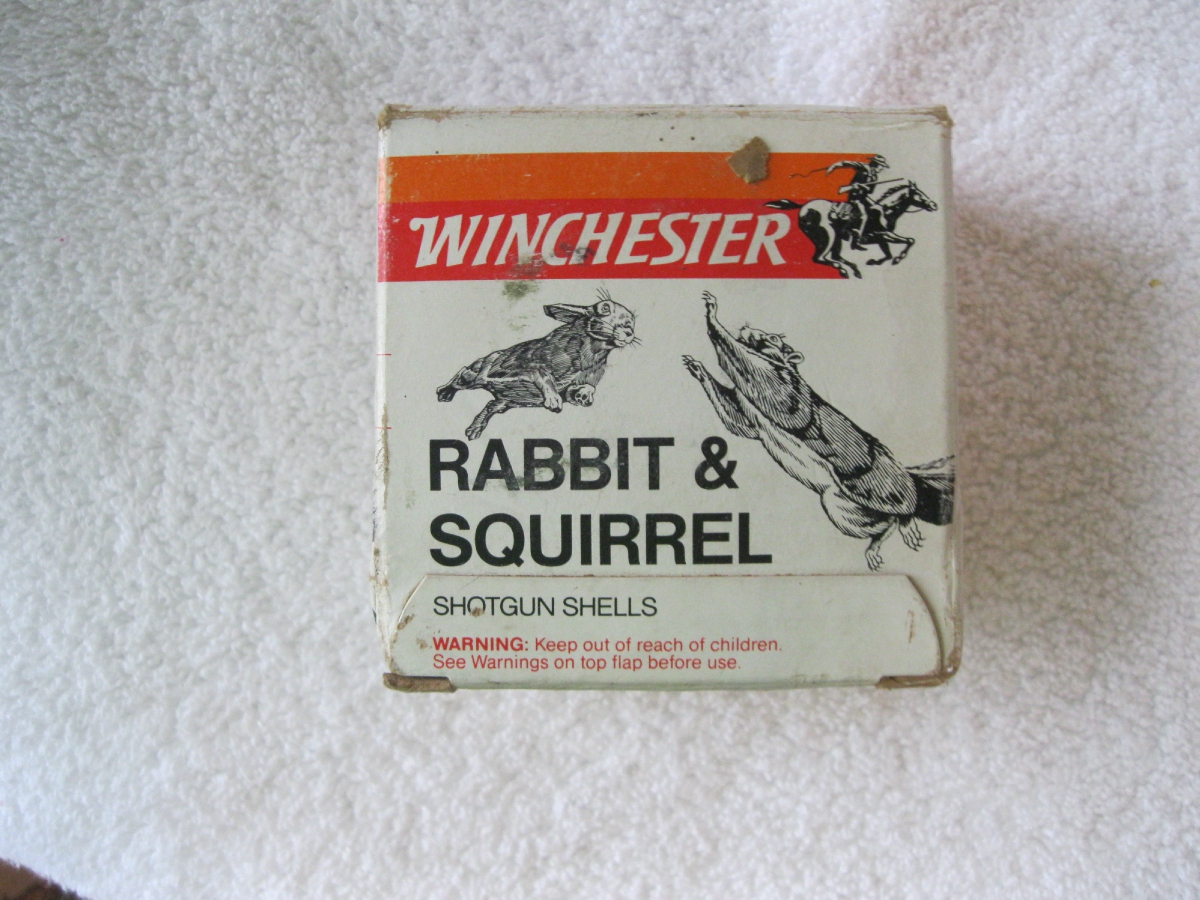 WINCHESTER
RABBIT &
SQUIRREL
SHOTGUN SHELLS
WARNING: Keep out of reach of children.
See Warnings on top flap before use.